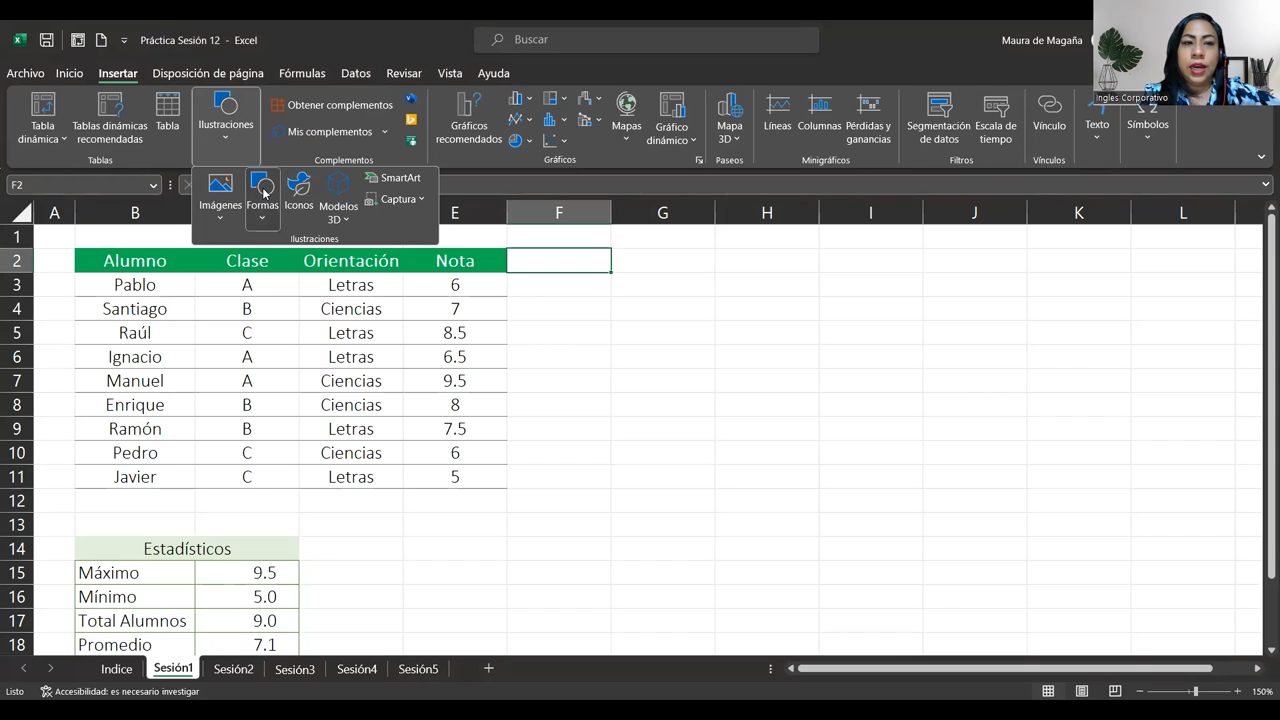 Práctica Sesión 12 - Excel
Buscar
Maura de Magaña
Ingles Corporativo
Archivo Inicio Insertar Disposición de página Fórmulas Datos Revisar Vista Ayuda
Tabla dinámica
Tablas dinámicas recomendadas
Tabla
Tablas
Ilustraciones
Obtener complementos
Mis complementos
Complementos
Gráficos recomendados
Mapas
Gráfico dinámico
Gráficos
Mapa 3D
Paseos
Líneas
Columnas
Pérdidas y ganancias
Minigráficos
Segmentación de datos
Escala de tiempo
Filtros
Vínculo
Vínculos
Texto
Símbolos
Imágenes
Formas
Iconos
Modelos 3D
SmartArt
Captura
Ilustraciones
F2
A B E F G H I J K L
1
2 Alumno Clase Orientación Nota
3 Pablo A Letras 6
4 Santiago B Ciencias 7
5 Raúl C Letras 8.5
6 Ignacio A Letras 6.5
7 Manuel A Ciencias 9.5
8 Enrique B Ciencias 8
9 Ramón B Letras 7.5
10 Pedro C Ciencias 6
11 Javier C Letras 5
12
13
14 Estadísticos
15 Máximo 9.5
16 Mínimo 5.0
17 Total Alumnos 9.0
18 Promedio 7.1
Indice Sesión1 Sesión2 Sesión3 Sesión4 Sesión5
Listo Accesibilidad: es necesario investigar 150%